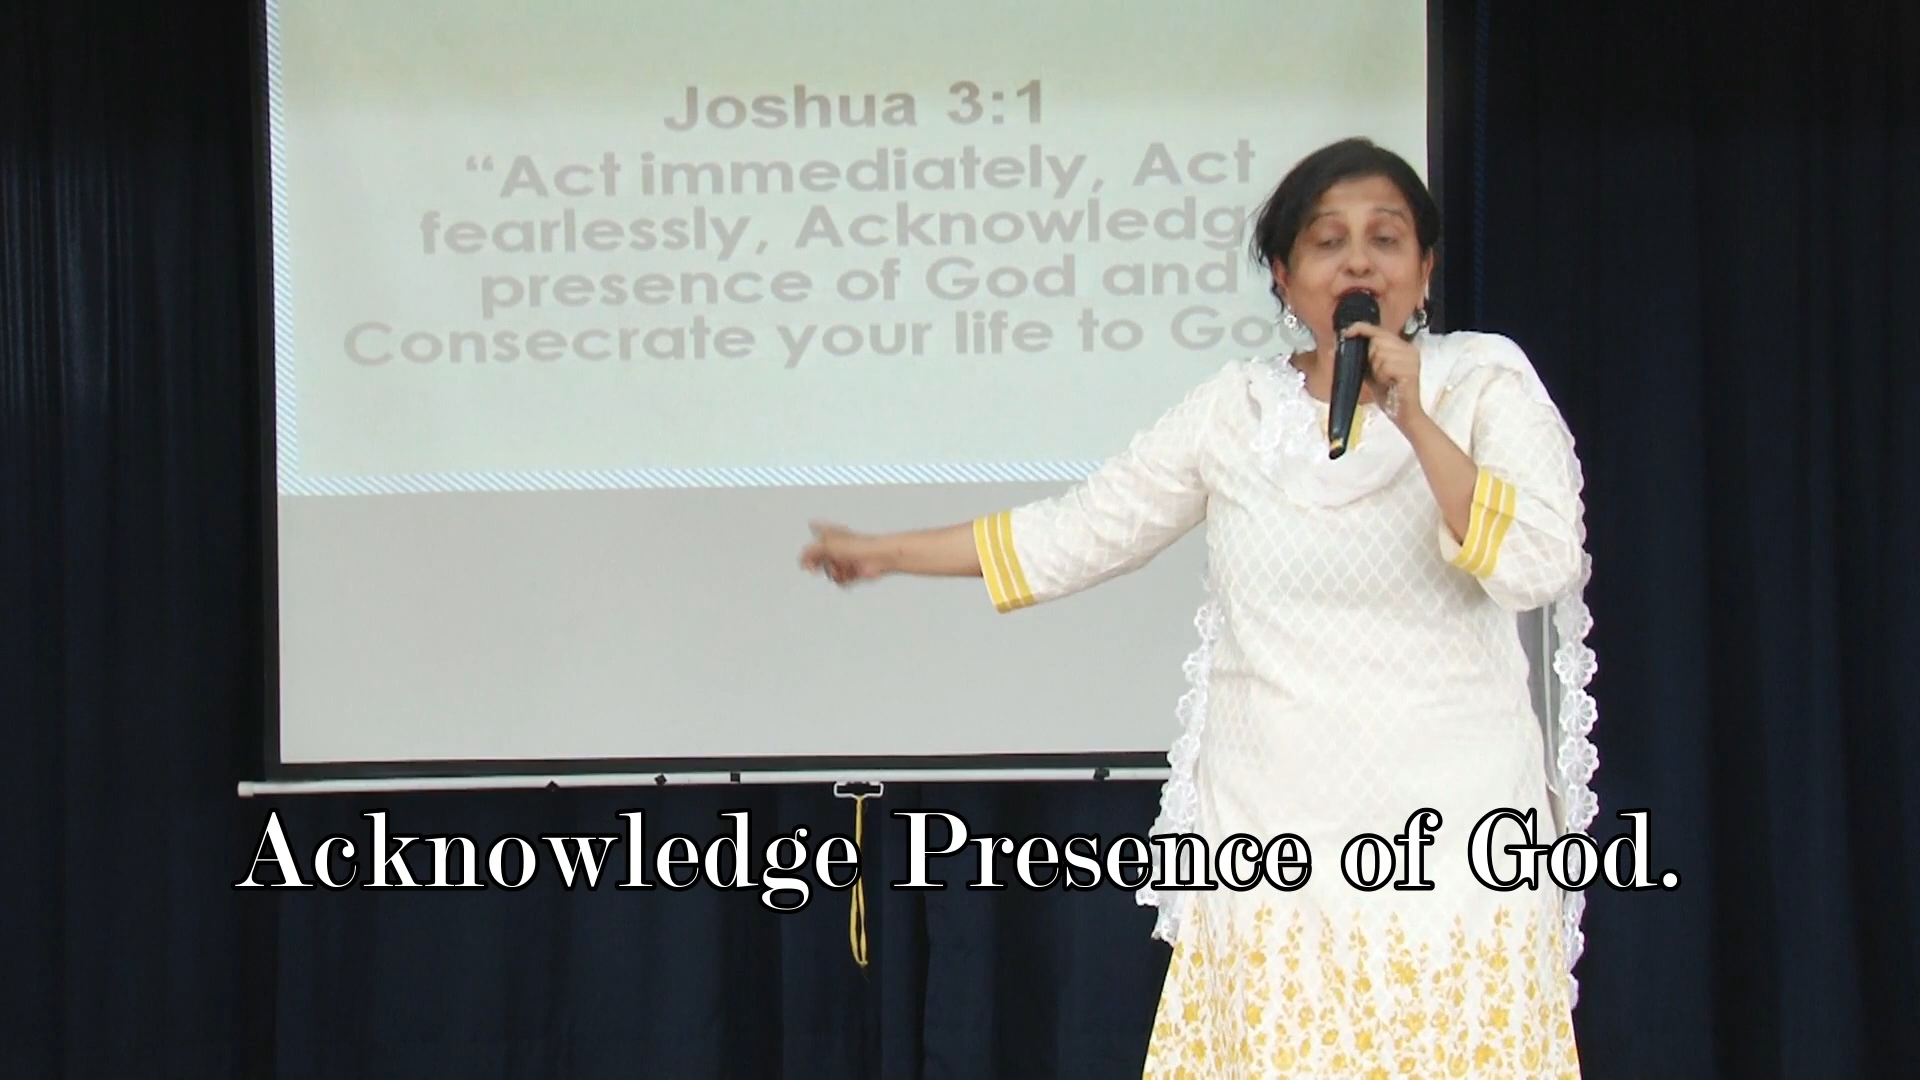 Joshua 3:1
“Act immediately, Act
fearlessly, Acknowledge
presence of God and
Consecrate your life to Go
Acknowledge Presence of God.